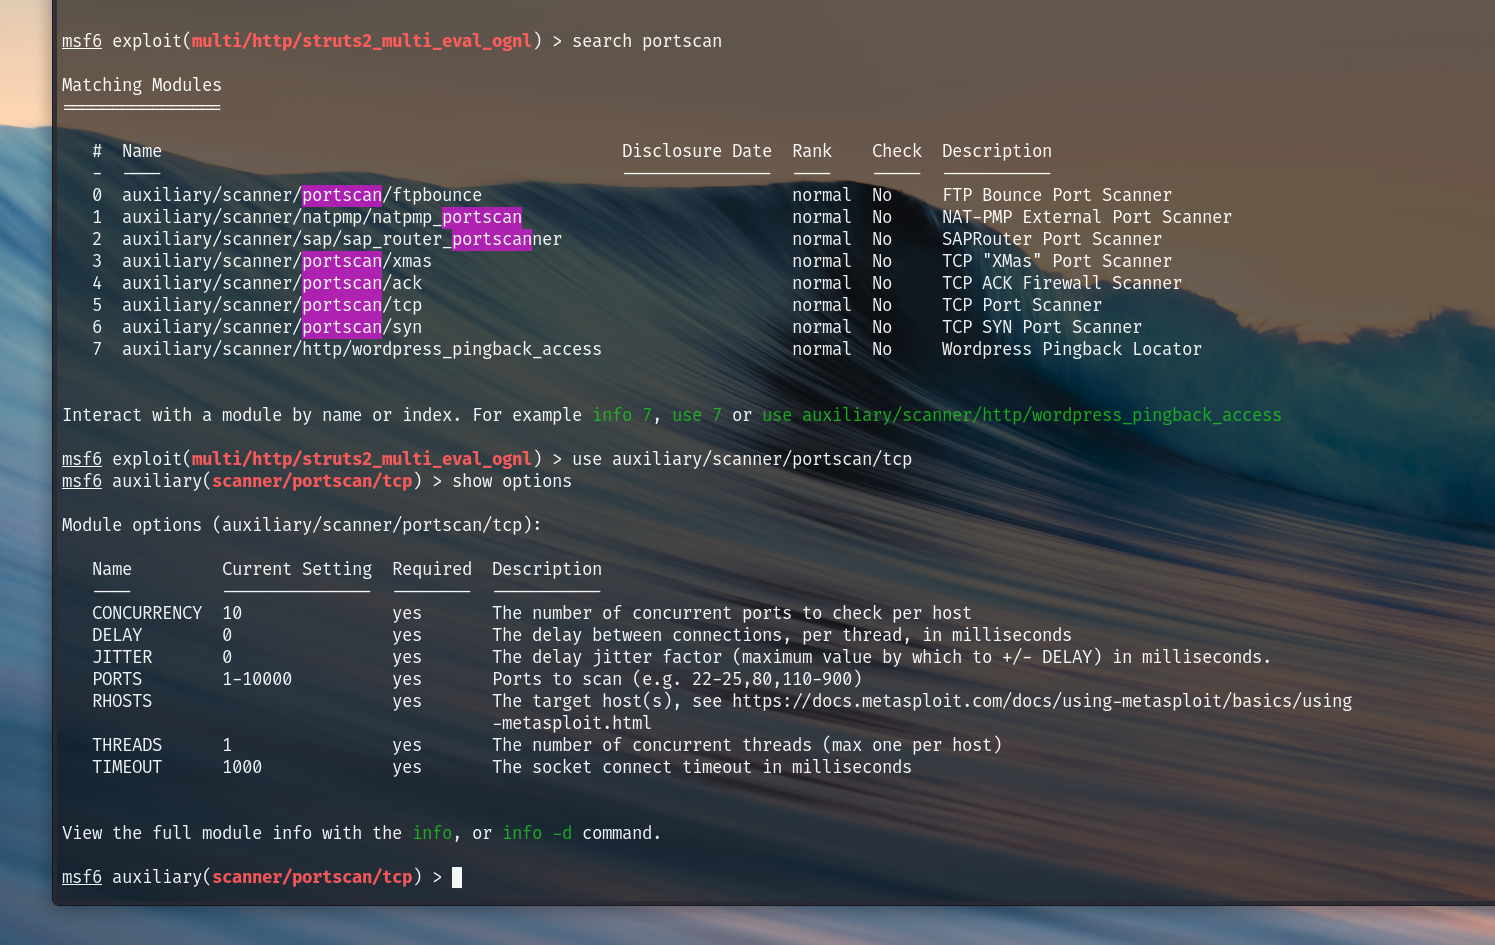 msf6 exploit(multi/http/struts2_multi_eval_ognl) > search portscan
Matching Modules
================
# Name Disclosure Date Rank Check Description
- ---- --------------- ---- ----- -----------
0 auxiliary/scanner/portscan/ftpbounce normal No FTP Bounce Port Scanner
1 auxiliary/scanner/natpmp/natpmp_portscan normal No NAT-PMP External Port Scanner
2 auxiliary/scanner/sap/sap_router_portscanner normal No SAPRouter Port Scanner
3 auxiliary/scanner/portscan/xmas normal No TCP "XMas" Port Scanner
4 auxiliary/scanner/portscan/ack normal No TCP ACK Firewall Scanner
5 auxiliary/scanner/portscan/tcp normal No TCP Port Scanner
6 auxiliary/scanner/portscan/syn normal No TCP SYN Port Scanner
7 auxiliary/scanner/http/wordpress_pingback_access normal No Wordpress Pingback Locator
Interact with a module by name or index. For example info 7, use 7 or use auxiliary/scanner/http/wordpress_pingback_access
msf6 exploit(multi/http/struts2_multi_eval_ognl) > use auxiliary/scanner/portscan/tcp
msf6 auxiliary(scanner/portscan/tcp) > show options
Module options (auxiliary/scanner/portscan/tcp):
Name Current Setting Required Description
---- --------------- -------- -----------
CONCURRENCY 10 yes The number of concurrent ports to check per host
DELAY 0 yes The delay between connections, per thread, in milliseconds
JITTER 0 yes The delay jitter factor (maximum value by which to +/- DELAY) in milliseconds.
PORTS 1-10000 yes Ports to scan (e.g. 22-25,80,110-900)
RHOSTS yes The target host(s), see https://docs.metasploit.com/docs/using-metasploit/basics/using
-metasploit.html
THREADS 1 yes The number of concurrent threads (max one per host)
TIMEOUT 1000 yes The socket connect timeout in milliseconds
View the full module info with the info, or info -d command.
msf6 auxiliary(scanner/portscan/tcp) >